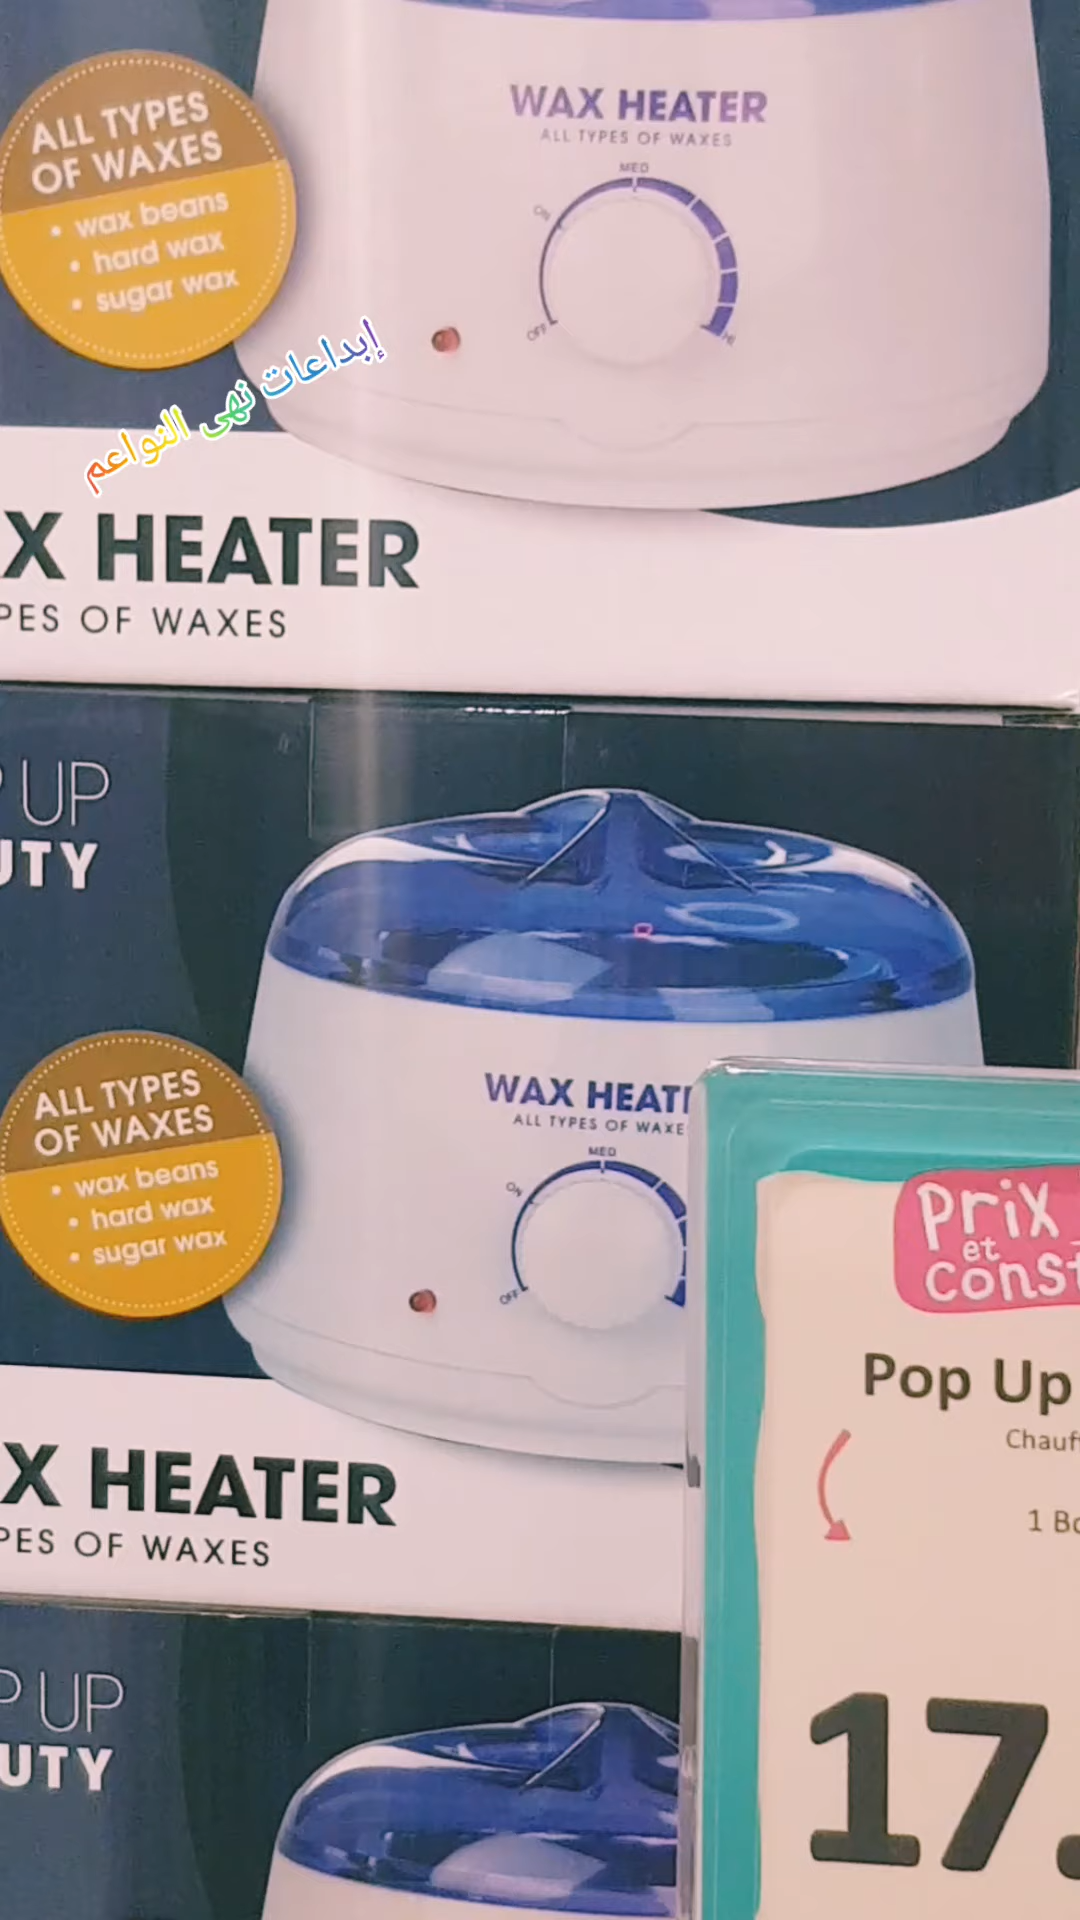 WAX HEATER
ALL TYPES OF WAXES
MED
ON
OFF
HI
ALL TYPES
OF WAXES
• wax beans
• hard wax
• sugar wax
إبداعات نهى النواعم
X HEATER
PES OF WAXES
UP
UTY
WAX HEAT
ALL TYPES OF WAXE
MED
ON
OFF
ALL TYPES
OF WAXES
• wax beans
• hard wax
• sugar wax
X HEATER
PES OF WAXES
Prix
et
const
Pop Up
Chauf
1 Bo
17.
P UP
UTY